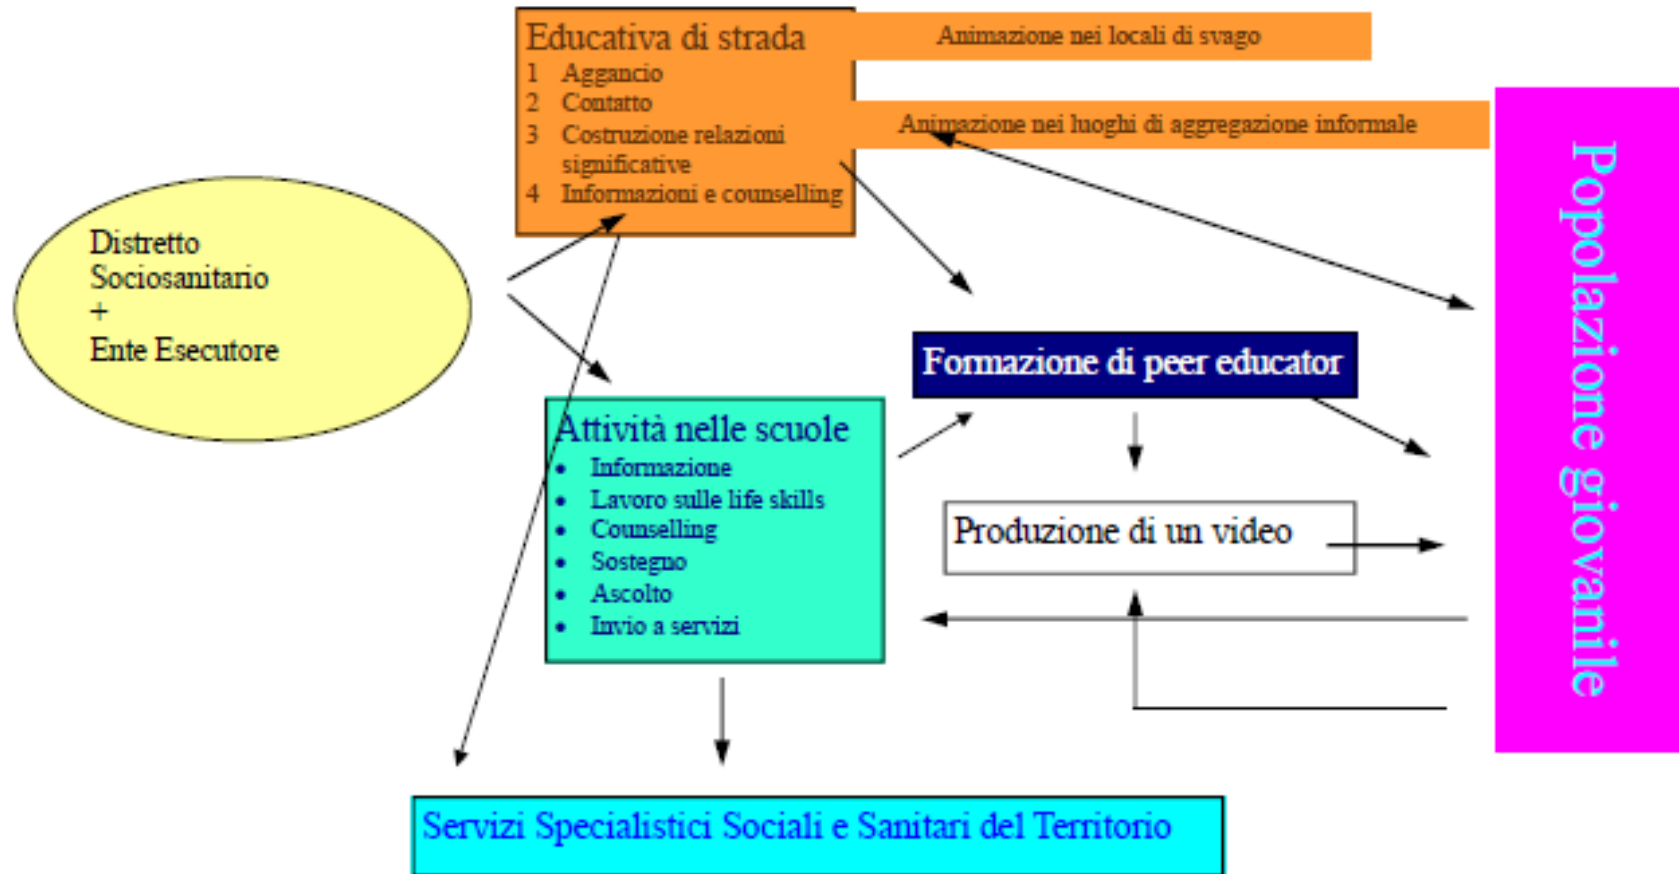 Educativa di strada
1 Aggancio
2 Contatto
3 Costruzione relazioni
significative
4 Informazioni e counselling
Animazione nei locali di svago
Animazione nei luoghi di aggregazione informale
Distretto
Sociosanitario
+
Ente Esecutore
Formazione di peer educator
Attività nelle scuole
• Informazione
• Lavoro sulle life skills
• Counselling
• Sostegno
• Ascolto
• Invio a servizi
Produzione di un video
Popolazione giovanile
Servizi Specialistici Sociali e Sanitari del Territorio